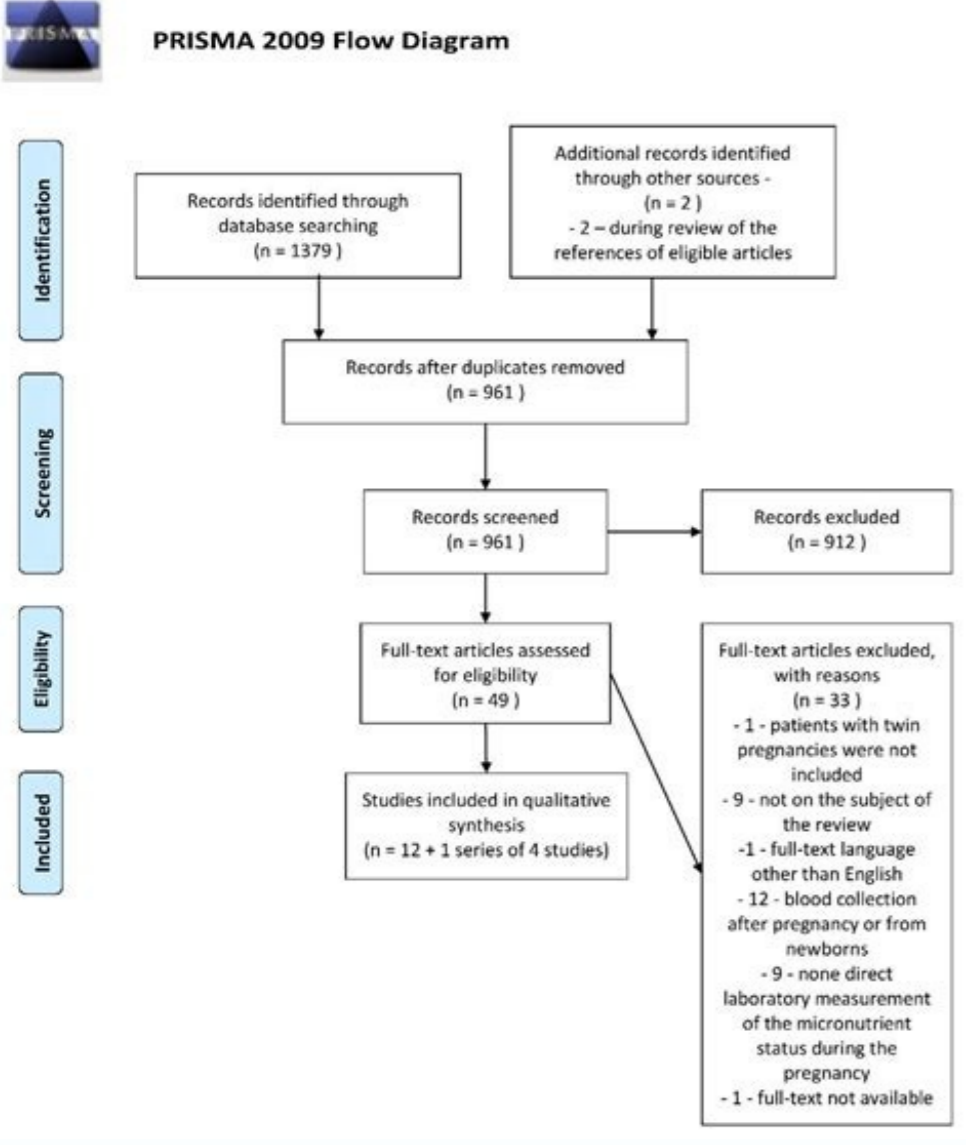 PRISMA
PRISMA 2009 Flow Diagram
Identification
Records identified through
database searching
(n = 1379 )
Additional records identified
through other sources -
(n = 2 )
- 2 – during review of the
references of eligible articles
Records after duplicates removed
(n = 961 )
Screening
Records screened
(n = 961 )
Records excluded
(n = 912 )
Eligibility
Full-text articles assessed
for eligibility
(n = 49 )
Full-text articles excluded,
with reasons
(n = 33 )
- 1 - patients with twin
pregnancies were not
included
- 9 - not on the subject of
the review
-1 - full-text language
other than English
- 12 - blood collection
after pregnancy or from
newborns
- 9 - none direct
laboratory measurement
of the micronutrient
status during the
pregnancy
- 1 - full-text not available
Included
Studies included in qualitative
synthesis
(n = 12 + 1 series of 4 studies)